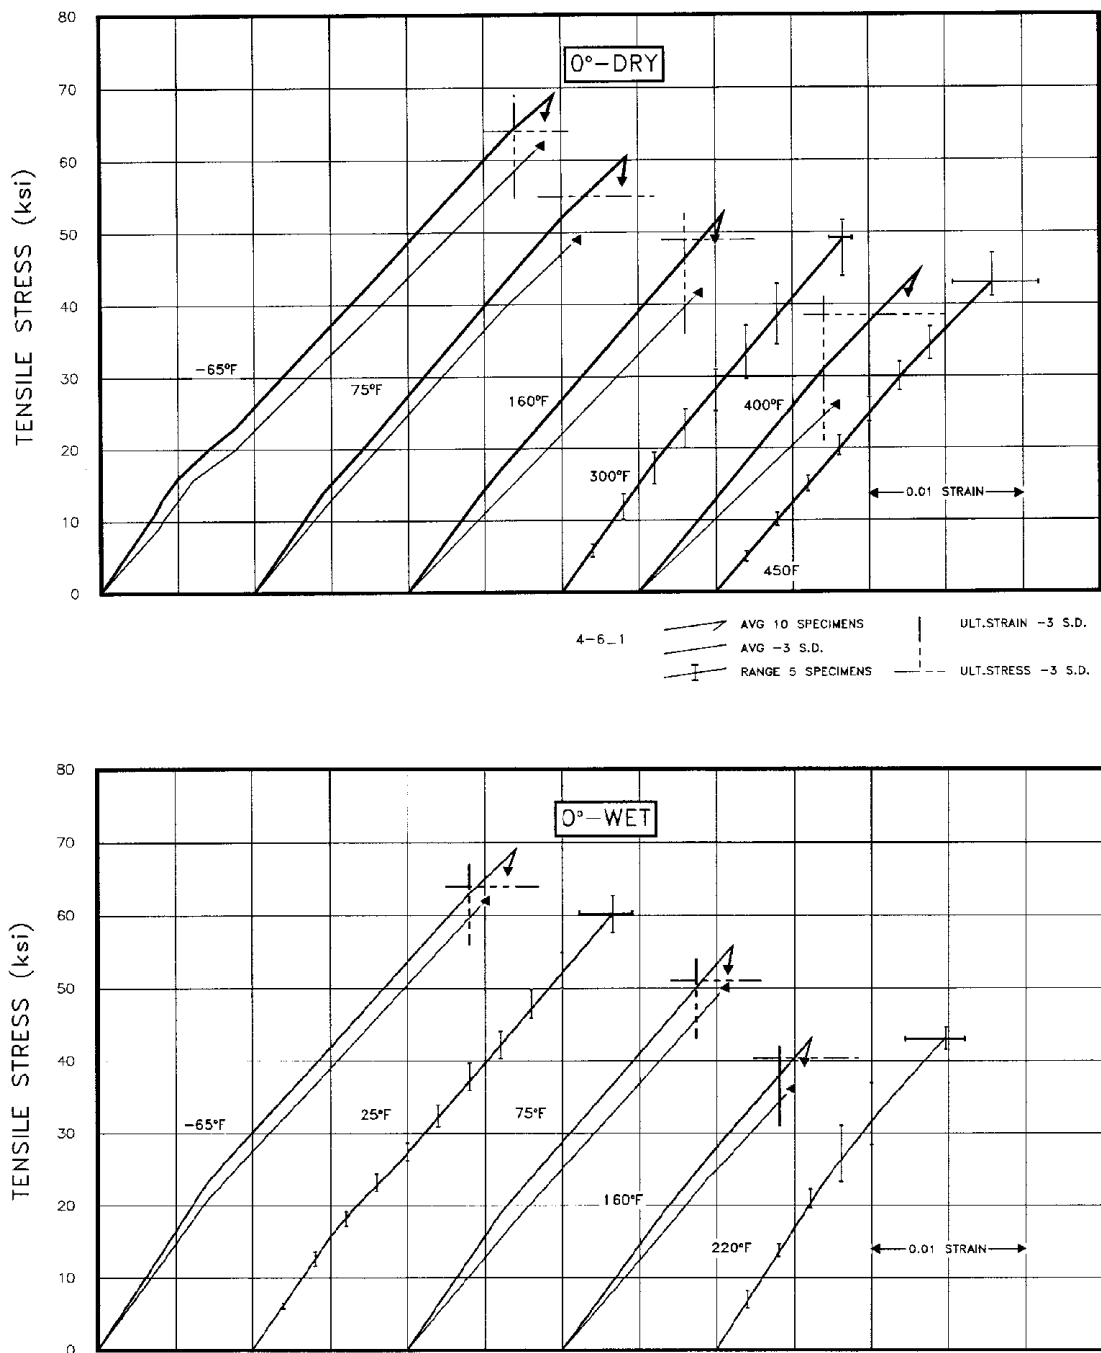 80
0°-DRY
70
60
50
40
30
20
10
0
TENSILE STRESS (ksi)
-65°F
75°F
160°F
300°F
400°F
450F
0.01 STRAIN
4-6_1
AVG 10 SPECIMENS
AVG -3 S.D.
RANGE 5 SPECIMENS
ULT.STRAIN -3 S.D.
ULT.STRESS -3 S.D.
80
0°-WET
70
60
50
40
30
20
10
0
TENSILE STRESS (ksi)
-65°F
25°F
75°F
160°F
220°F
0.01 STRAIN